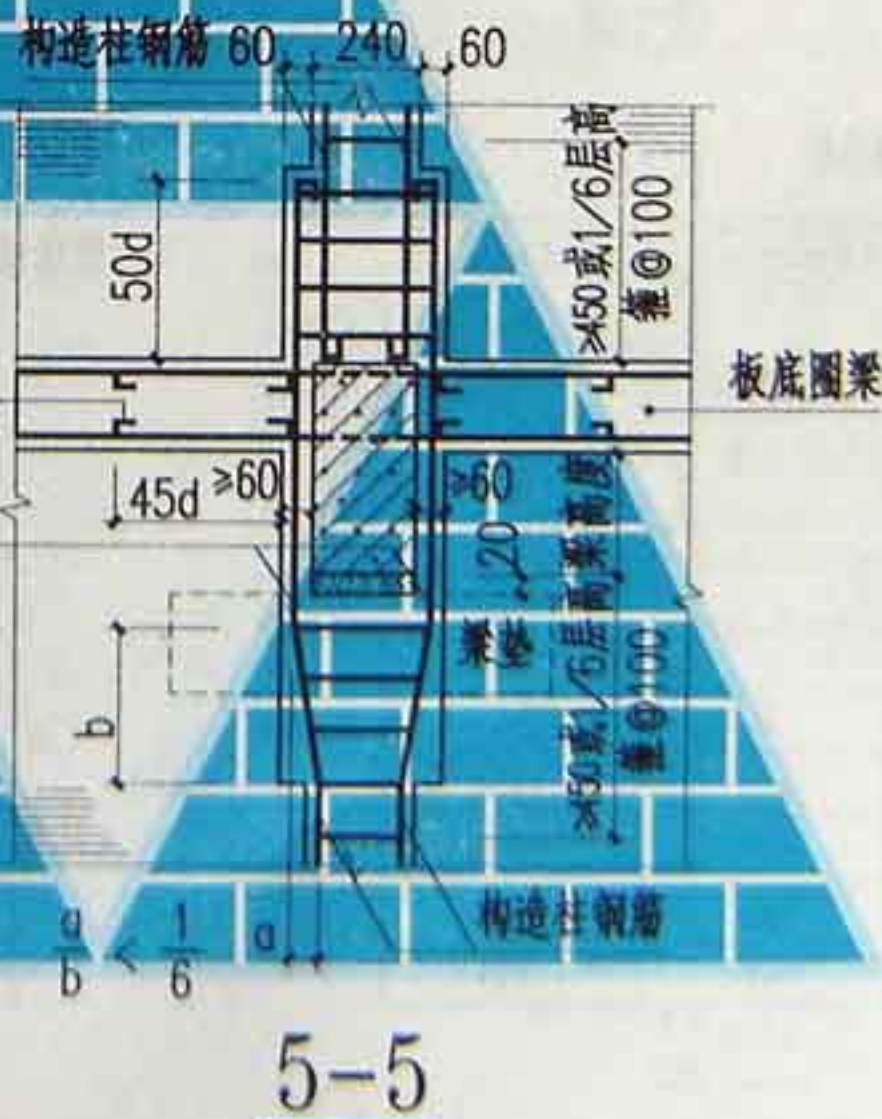 构造柱钢筋 60 240 60
50d
≥450或1/6层高
箍@100
板底圈梁
45d ≥60 ≥60
20
梁垫
梁高度
≥450或1/6层高
箍@100
b
构造柱钢筋
a/b < 1/6
a
5-5